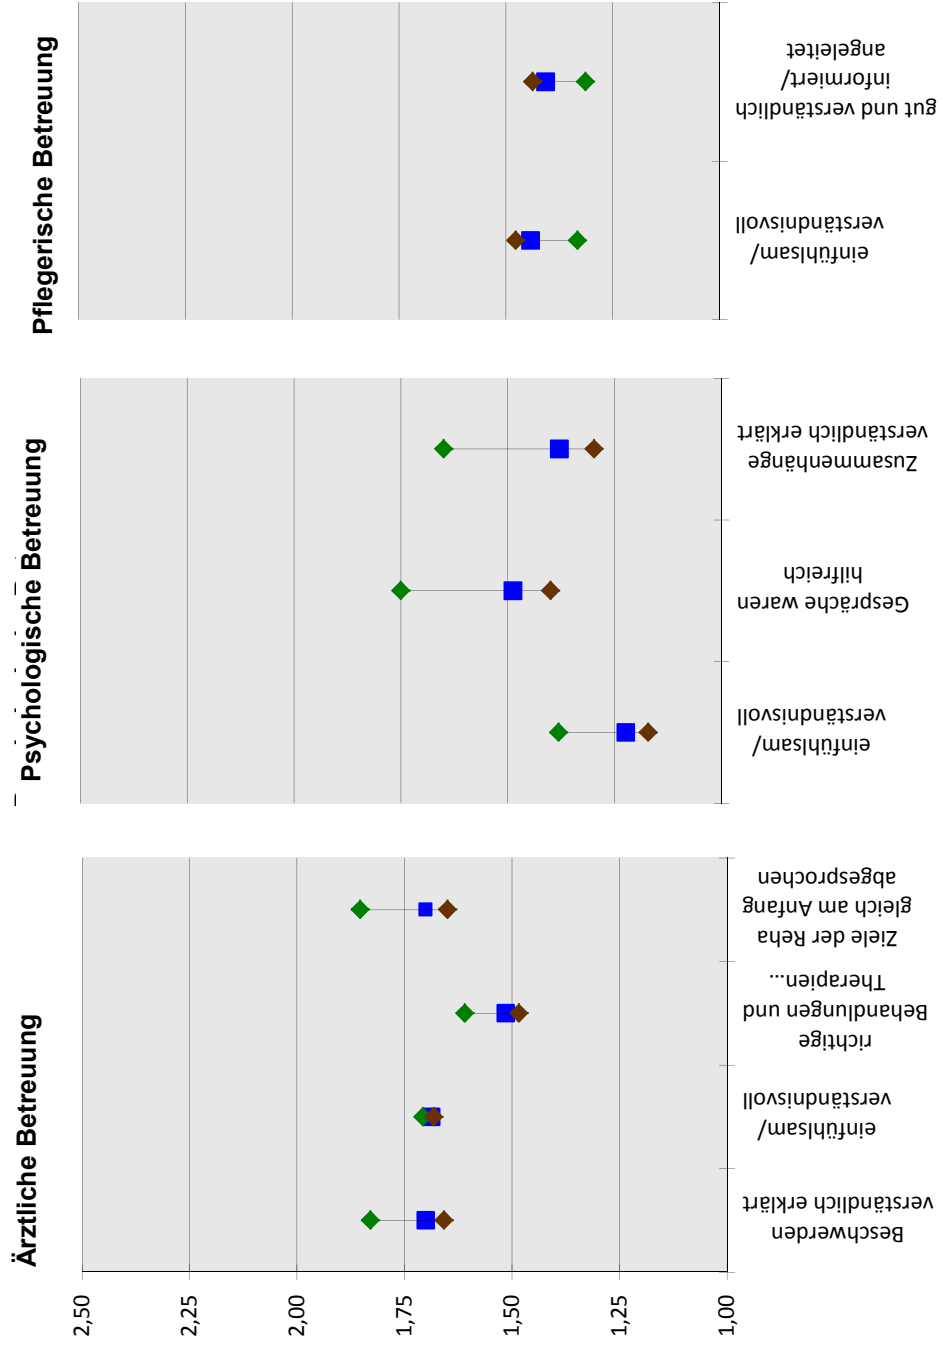 Ärztliche Betreuung
2,50
2,25
2,00
1,75
1,50
1,25
1,00
Beschwerden
verständlich erklärt
einfühlsam/
verständnisvoll
richtige
Behandlungen und
Therapien...
Ziele der Reha
gleich am Anfang
abgesprochen
Psychologische Betreuung
einfühlsam/
verständnisvoll
Gespräche waren
hilfreich
Zusammenhänge
verständlich erklärt
Pflegerische Betreuung
einfühlsam/
verständnisvoll
gut und verständlich
informiert/
angeleitet